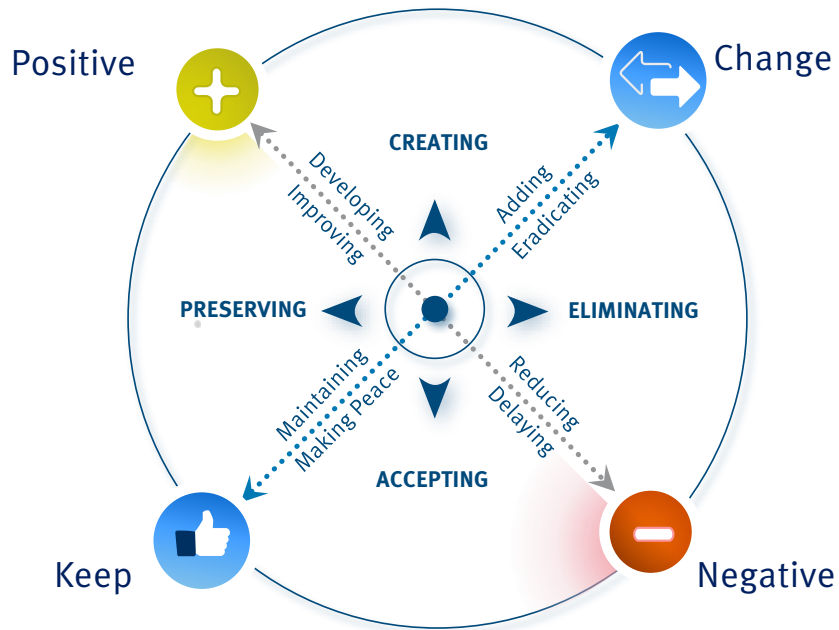 Positive
Change
CREATING
Developing
Improving
Adding
Eradicating
PRESERVING
ELIMINATING
Maintaining
Making Peace
Reducing
Delaying
ACCEPTING
Keep
Negative